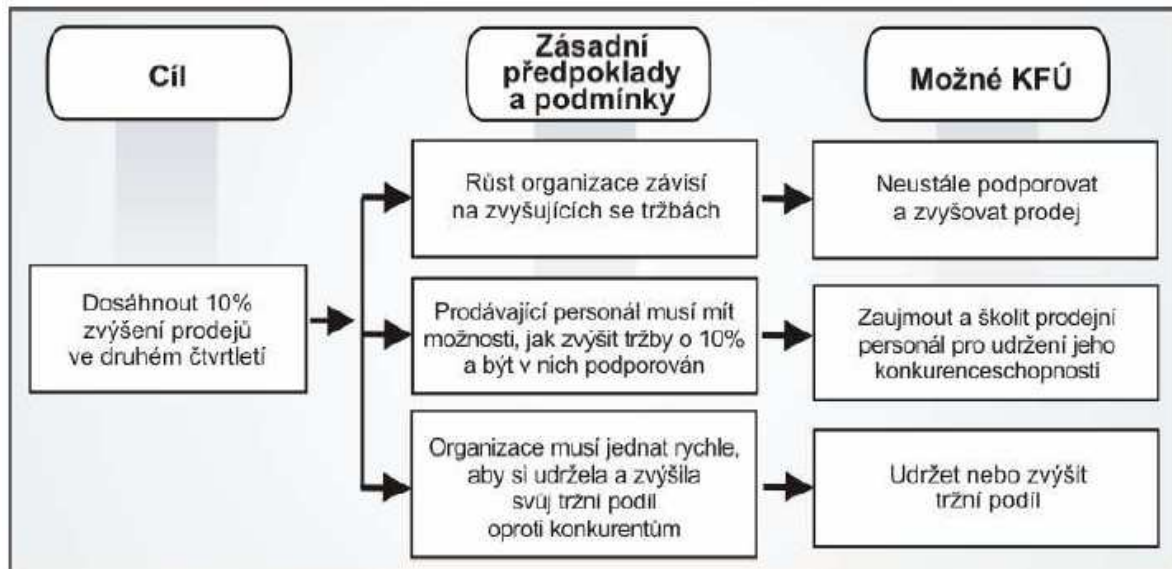 Cíl
Zásadní
předpoklady
a podmínky
Možné KFÚ
Dosáhnout 10%
zvýšení prodejů
ve druhém čtvrtletí
Růst organizace závisí
na zvyšujících se tržbách
Neustále podporovat
a zvyšovat prodej
Prodávající personál musí mít
možnosti, jak zvýšit tržby o 10%
a být v nich podporován
Zaujmout a školit prodejní
personál pro udržení jeho
konkurenceschopnosti
Organizace musí jednat rychle,
aby si udržela a zvýšila
svůj tržní podíl
oproti konkurentům
Udržet nebo zvýšít
tržní podíl